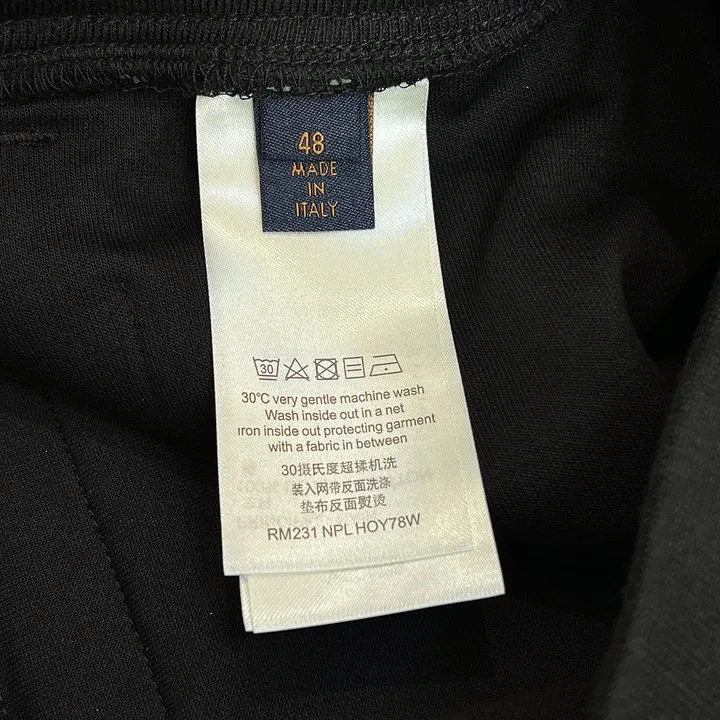 48
MADE
IN
ITALY
30
30°C very gentle machine wash
Wash inside out in a net
Iron inside out protecting garment
with a fabric in between
30摄氏度超揉机洗
装入网带反面洗涤
垫布反面熨烫
RM231 NPL HOY78W